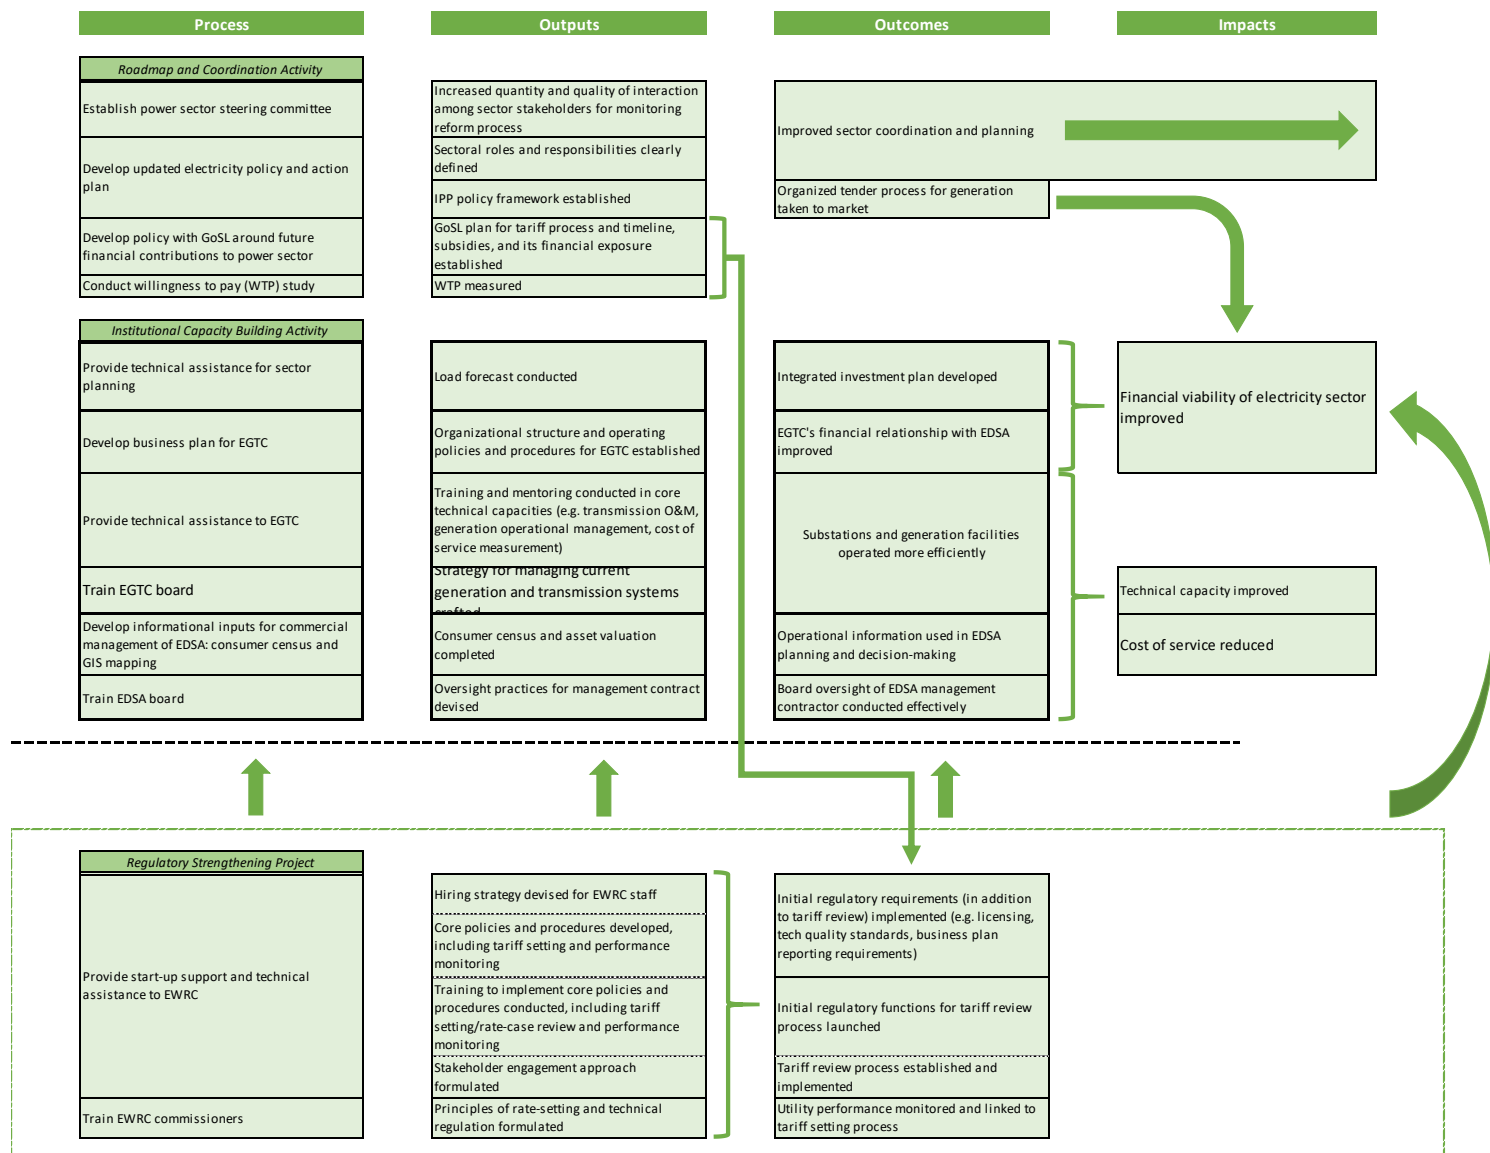 Process
Outputs
Outcomes
Impacts
Roadmap and Coordination Activity
Establish power sector steering committee
Develop updated electricity policy and action
plan
Develop policy with GoSL around future
financial contributions to power sector
Conduct willingness to pay (WTP) study
Increased quantity and quality of interaction
among sector stakeholders for monitoring
reform process
Sectoral roles and responsibilities clearly
defined
IPP policy framework established
GoSL plan for tariff process and timeline,
subsidies, and its financial exposure
established
WTP measured
Improved sector coordination and planning
Organized tender process for generation
taken to market
Institutional Capacity Building Activity
Provide technical assistance for sector
planning
Develop business plan for EGTC
Provide technical assistance to EGTC
Train EGTC board
Develop informational inputs for commercial
management of EDSA: consumer census and
GIS mapping
Train EDSA board
Load forecast conducted
Organizational structure and operating
policies and procedures for EGTC established
Training and mentoring conducted in core
technical capacities (e.g. transmission O&M,
generation operational management, cost of
service measurement)
Strategy for managing current
generation and transmission systems
crafted
Consumer census and asset valuation
completed
Oversight practices for management contract
devised
Integrated investment plan developed
EGTC's financial relationship with EDSA
improved
Substations and generation facilities
operated more efficiently
Operational information used in EDSA
planning and decision-making
Board oversight of EDSA management
contractor conducted effectively
Financial viability of electricity sector
improved
Technical capacity improved
Cost of service reduced
Regulatory Strengthening Project
Provide start-up support and technical
assistance to EWRC
Train EWRC commissioners
Hiring strategy devised for EWRC staff
Core policies and procedures developed,
including tariff setting and performance
monitoring
Training to implement core policies and
procedures conducted, including tariff
setting/rate-case review and performance
monitoring
Stakeholder engagement approach
formulated
Principles of rate-setting and technical
regulation formulated
Initial regulatory requirements (in addition
to tariff review) implemented (e.g. licensing,
tech quality standards, business plan
reporting requirements)
Initial regulatory functions for tariff review
process launched
Tariff review process established and
implemented
Utility performance monitored and linked to
tariff setting process